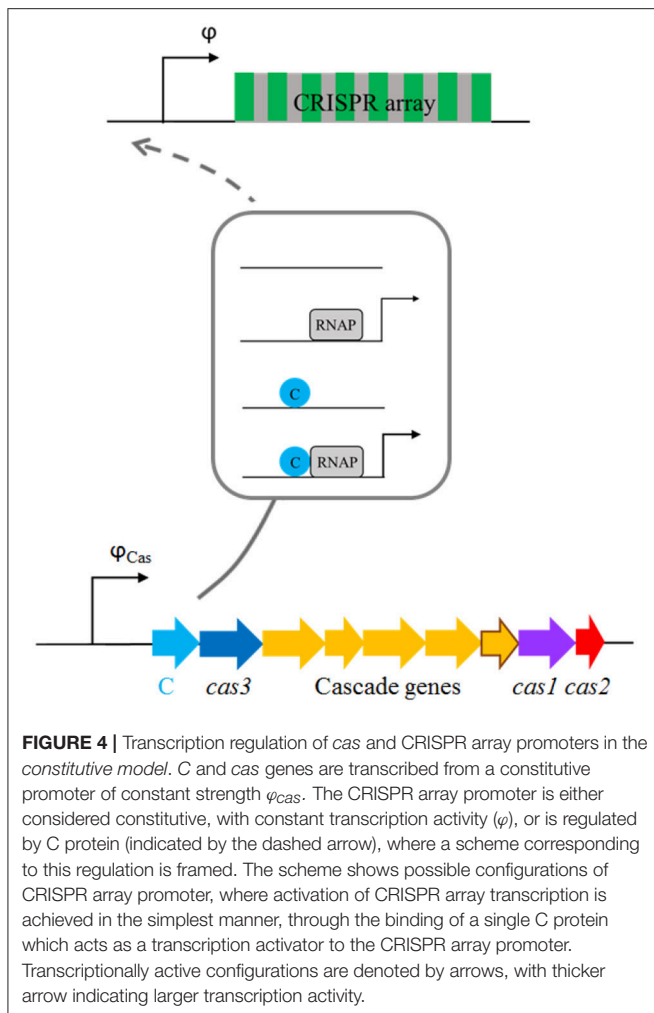 φ
CRISPR array
RNAP
C
C RNAP
φCas
C cas3 Cascade genes cas1 cas2
FIGURE 4 | Transcription regulation of cas and CRISPR array promoters in the
constitutive model. C and cas genes are transcribed from a constitutive
promoter of constant strength φcas. The CRISPR array promoter is either
considered constitutive, with constant transcription activity (φ), or is regulated
by C protein (indicated by the dashed arrow), where a scheme corresponding
to this regulation is framed. The scheme shows possible configurations of
CRISPR array promoter, where activation of CRISPR array transcription is
achieved in the simplest manner, through the binding of a single C protein
which acts as a transcription activator to the CRISPR array promoter.
Transcriptionally active configurations are denoted by arrows, with thicker
arrow indicating larger transcription activity.